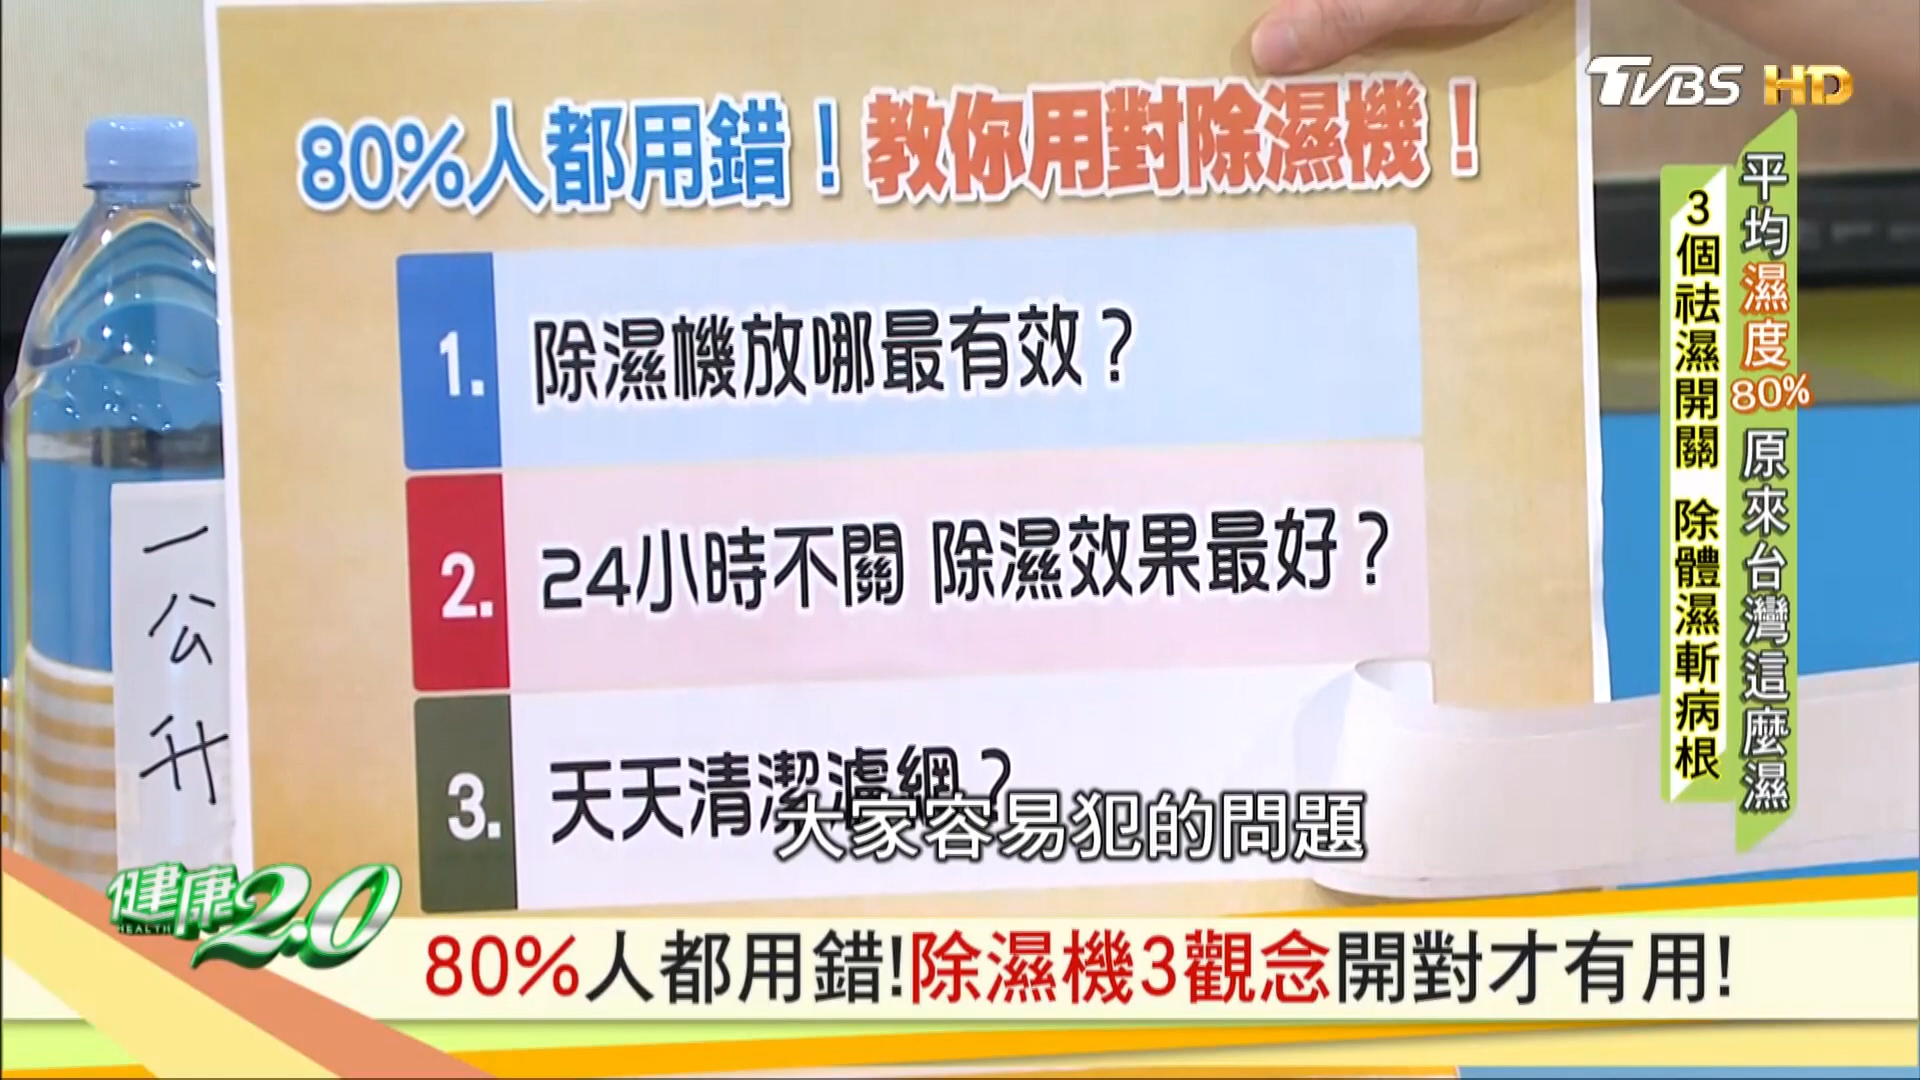 TVBS HD
80%人都用錯！教你用對除濕機！
1. 除濕機放哪最有效？
2. 24小時不關 除濕效果最好？
3. 天天清潔濾網？
一公升
平均濕度80% 原來台灣這麼濕
3個祛濕開關 除體濕斬病根
大家容易犯的問題
健康2.0
HEALTH
80%人都用錯!除濕機3觀念開對才有用!